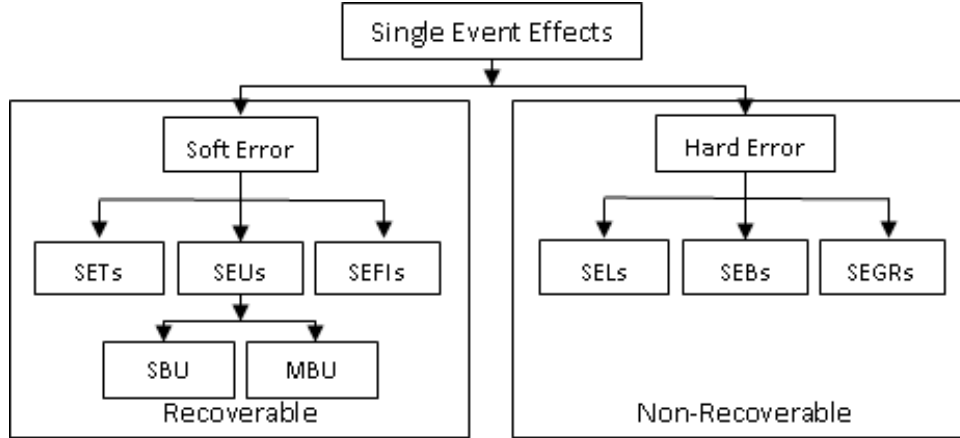 Single Event Effects
Soft Error
Hard Error
SETs
SEUs
SEFIs
SELs
SEBs
SEGRs
SBU
MBU
Recoverable
Non-Recoverable